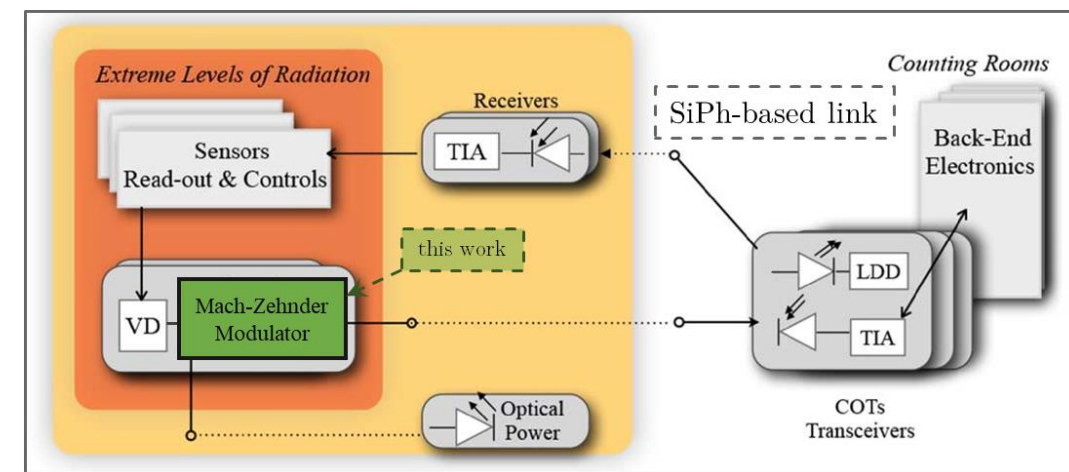 Extreme Levels of Radiation
Sensors
Read-out & Controls
Receivers
TIA
SiPh-based link
Counting Rooms
Back-End
Electronics
this work
VD
Mach-Zehnder
Modulator
LDD
TIA
Optical
Power
COTs
Transceivers